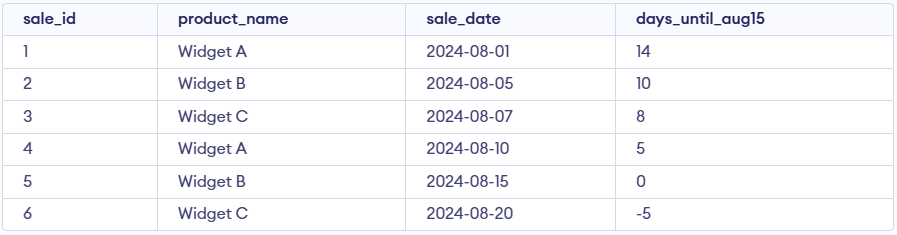 sale_id product_name sale_date days_until_aug15
1 Widget A 2024-08-01 14
2 Widget B 2024-08-05 10
3 Widget C 2024-08-07 8
4 Widget A 2024-08-10 5
5 Widget B 2024-08-15 0
6 Widget C 2024-08-20 -5